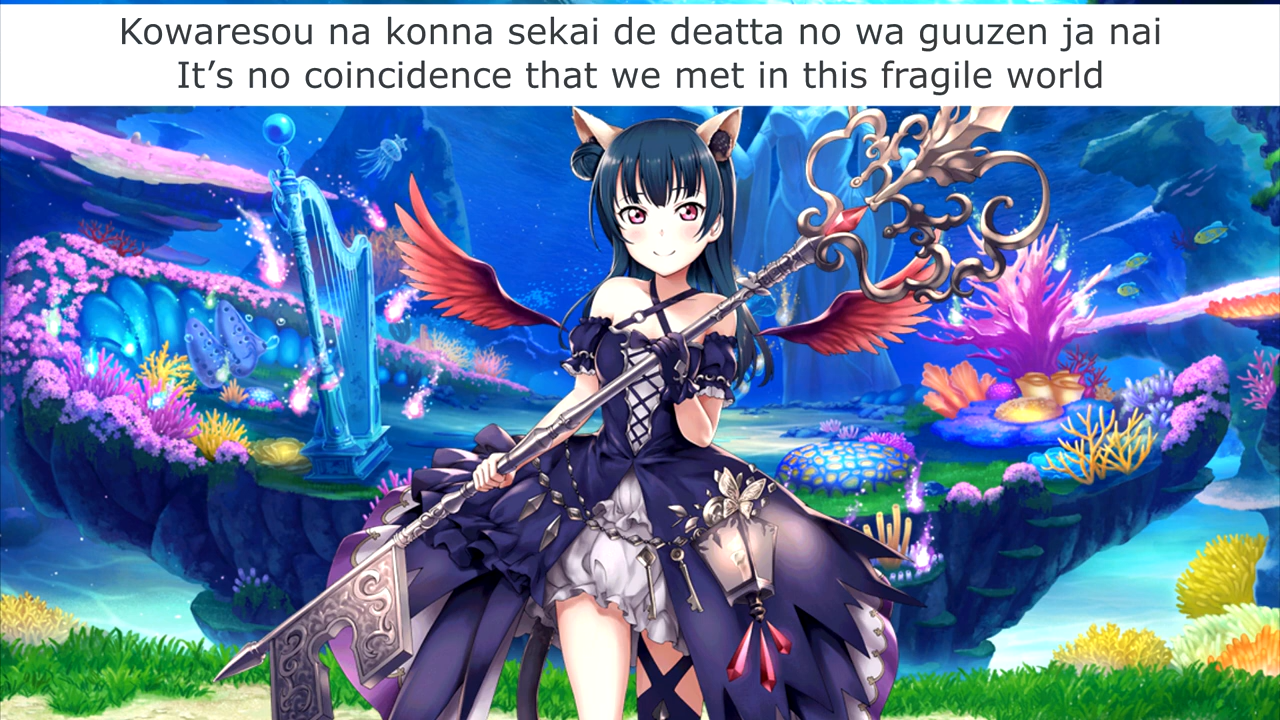 Kowaresou na konna sekai de deatta no wa guuzen ja nai
It’s no coincidence that we met in this fragile world